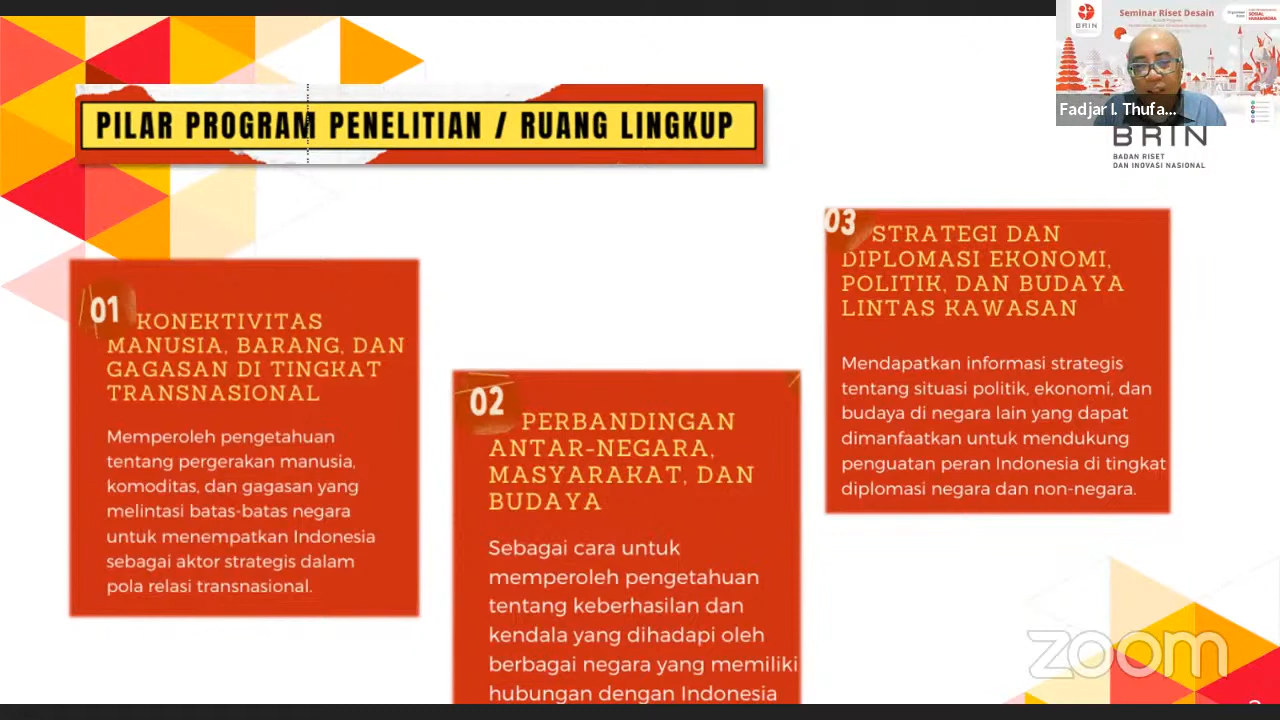 PILAR PROGRAM PENELITIAN / RUANG LINGKUP
BRIN
Seminar Riset Desain
SOSIAL
HUMANIORA
Fadjar I. Thufa...
BRIN
BADAN RISET
DAN INOVASI NASIONAL
01
KONEKTIVITAS
MANUSIA, BARANG, DAN
GAGASAN DI TINGKAT
TRANSNASIONAL
Memperoleh pengetahuan
tentang pergerakan manusia,
komoditas, dan gagasan yang
melintasi batas-batas negara
untuk menempatkan Indonesia
sebagai aktor strategis dalam
pola relasi transnasional.
02
PERBANDINGAN
ANTAR-NEGARA,
MASYARAKAT, DAN
BUDAYA
Sebagai cara untuk
memperoleh pengetahuan
tentang keberhasilan dan
kendala yang dihadapi oleh
berbagai negara yang memiliki
hubungan dengan Indonesia
03
STRATEGI DAN
DIPLOMASI EKONOMI,
POLITIK, DAN BUDAYA
LINTAS KAWASAN
Mendapatkan informasi strategis
tentang situasi politik, ekonomi, dan
budaya di negara lain yang dapat
dimanfaatkan untuk mendukung
penguatan peran Indonesia di tingkat
diplomasi negara dan non-negara.
zoom